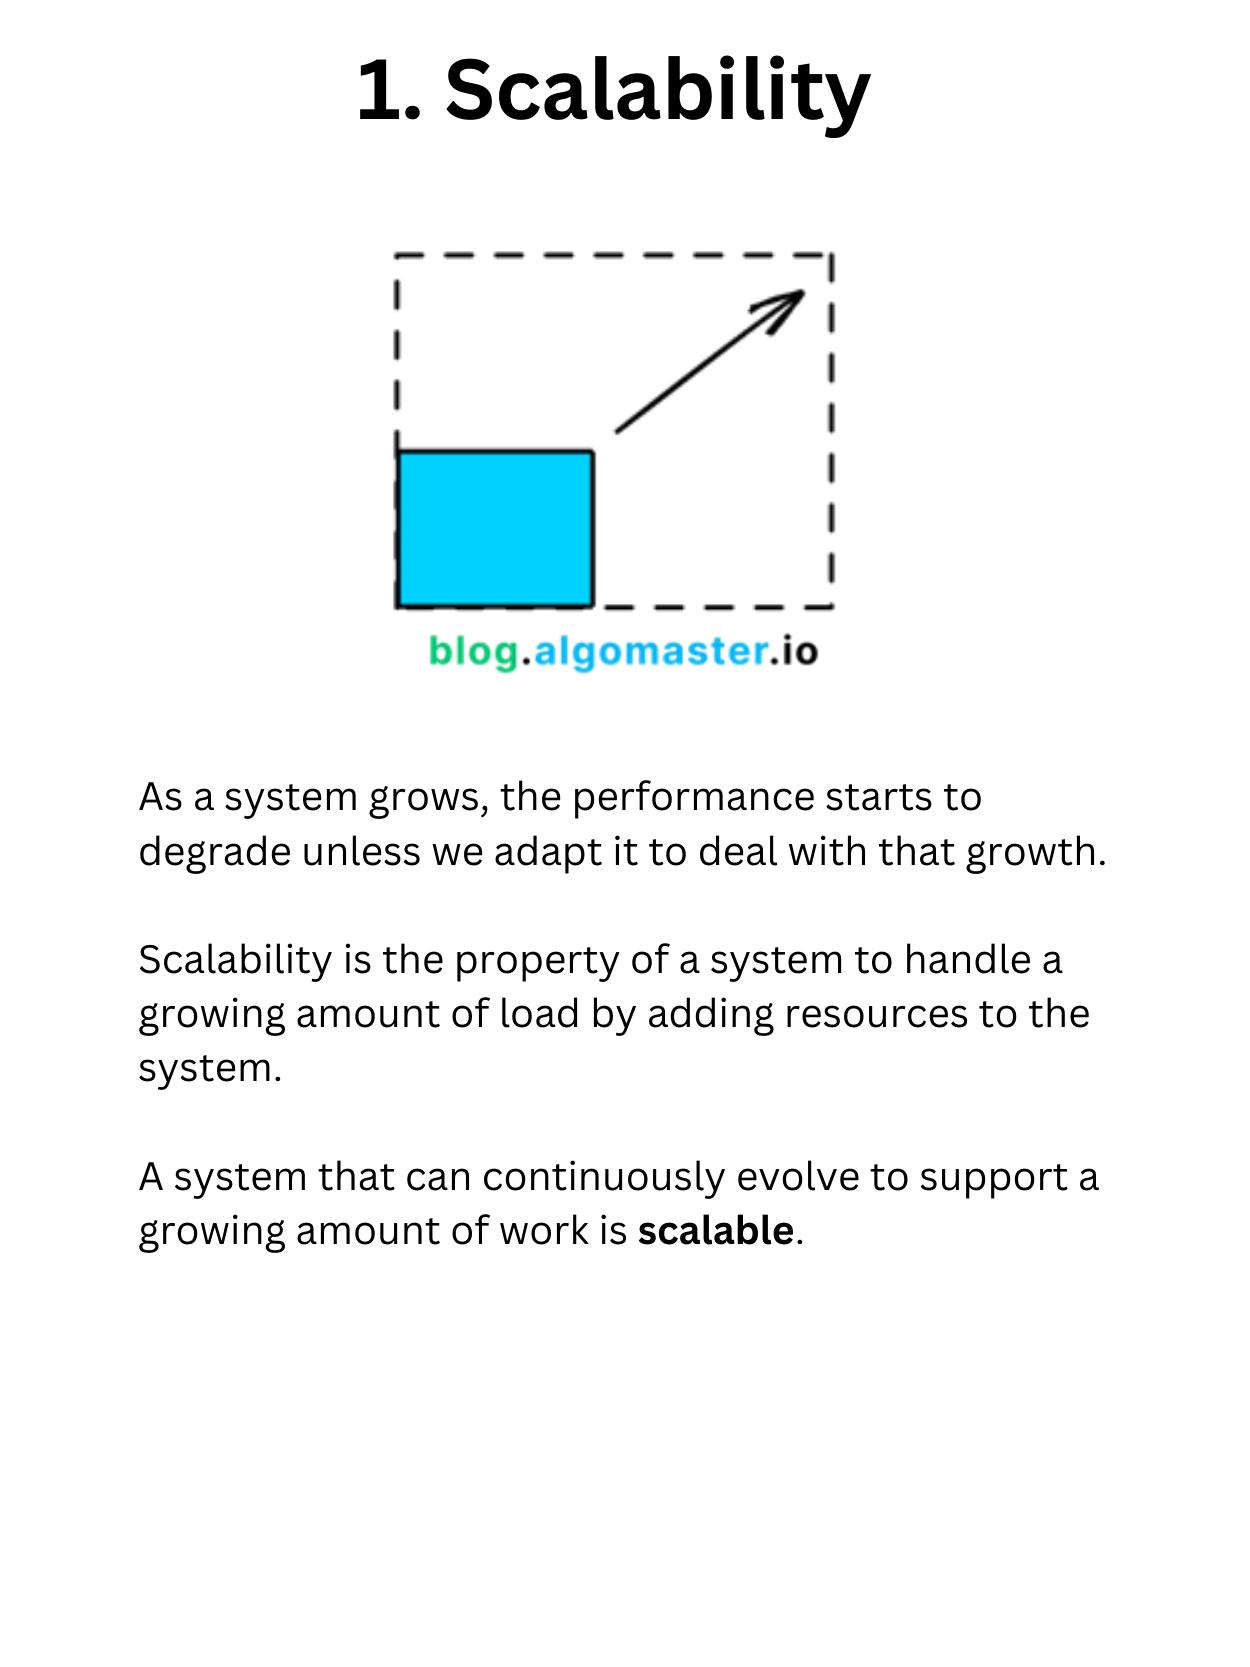 1. Scalability
blog.algomaster.io
As a system grows, the performance starts to
degrade unless we adapt it to deal with that growth.
Scalability is the property of a system to handle a
growing amount of load by adding resources to the
system.
A system that can continuously evolve to support a
growing amount of work is scalable.